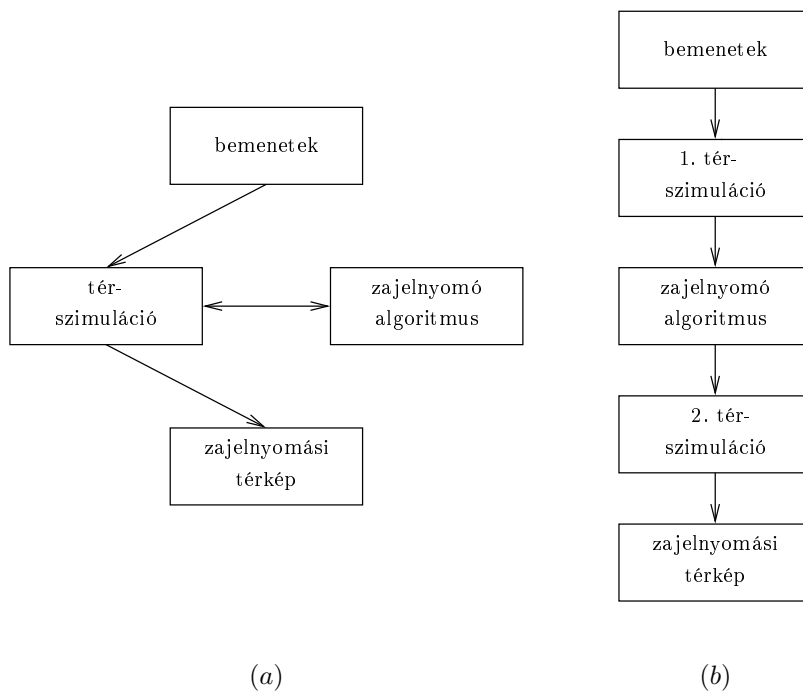 bemenetek
tér-
szimuláció
zajelnyomó
algoritmus
zajelnyomási
térkép
(a)
bemenetek
1. tér-
szimuláció
zajelnyomó
algoritmus
2. tér-
szimuláció
zajelnyomási
térkép
(b)